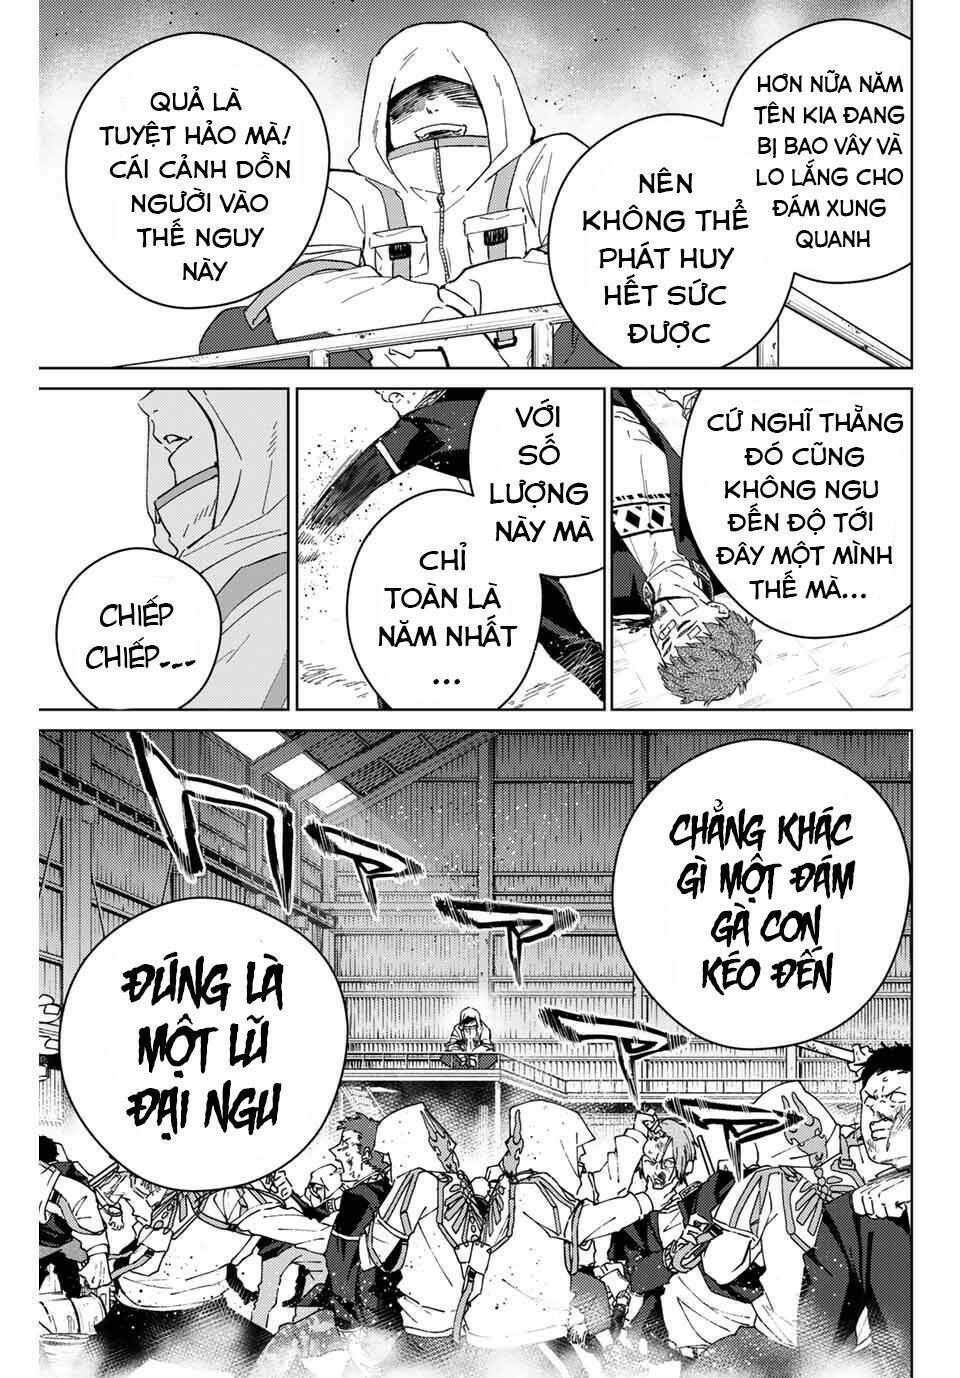 HƠN NỮA NĂM
TÊN KIA ĐANG
BỊ BAO VÂY VÀ
LO LẮNG CHO
ĐÁM XUNG
QUANH
NÊN
KHÔNG THỂ
PHÁT HUY
HẾT SỨC
ĐƯỢC
QUẢ LÀ
TUYỆT HẢO MÀ!
CÁI CẢNH DỒN
NGƯỜI VÀO
THẾ NGUY
NÀY
CỨ NGHĨ THẰNG
ĐÓ CŨNG
KHÔNG NGU
ĐẾN ĐỘ TỚI
ĐÂY MỘT MÌNH
THẾ MÀ...
VỚI
SỐ
LƯỢNG
NÀY MÀ
CHỈ
TOÀN LÀ
NĂM NHẤT
...
CHIẾP
CHIẾP...
CHẲNG KHÁC
GÌ MỘT ĐÁM
GÀ CON
KÉO ĐẾN
ĐÚNG LÀ
MỘT LŨ
ĐẠI NGU
ワァアア